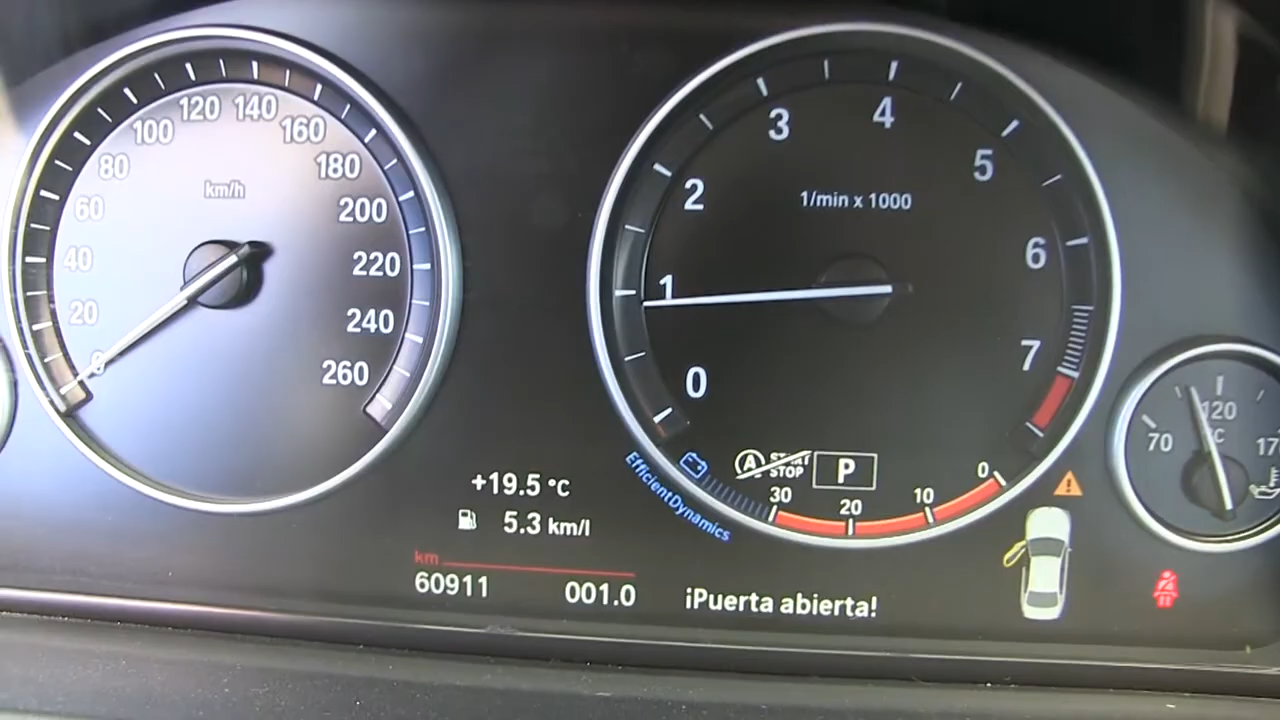 0
20
40
60
80
100
120
140
160
180
200
220
240
260
km/h
0
1
2
3
4
5
6
7
1/min x 1000
A START STOP
P
30
20
10
0
EfficientDynamics
+19.5 °C
5.3 km/l
km
60911 001.0
¡Puerta abierta!
70
120
°C